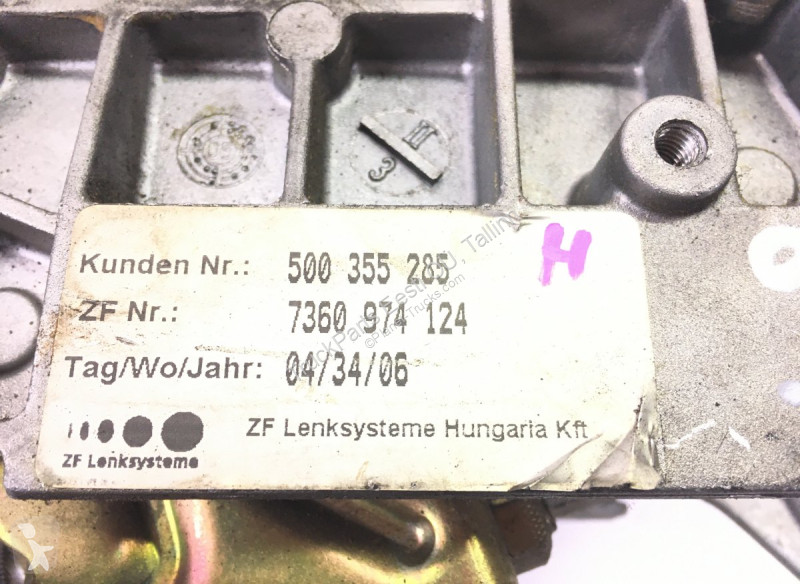 Kunden Nr.: 500 355 285
ZF Nr.: 7360 974 124
Tag/Wo/Jahr: 04/34/06
ZF Lenksysteme Hungaria Kft
ZF Lenksysteme
H
3